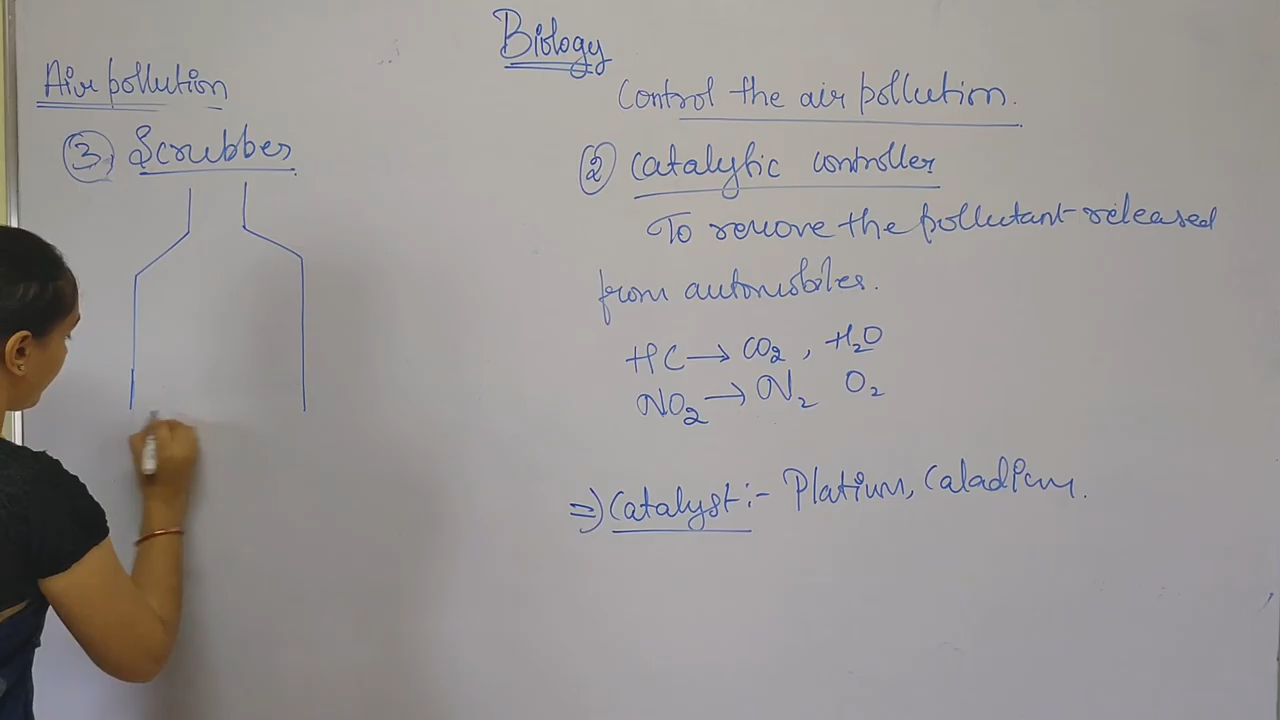 Biology
Air pollution
③ Scrubber
Control the air pollution.
② Catalytic controller
To remove the pollutant released
from automobiles.
HC → CO₂ , H₂O
NO₂ → N₂ O₂
⇒ Catalyst :- Platium, Caladium.